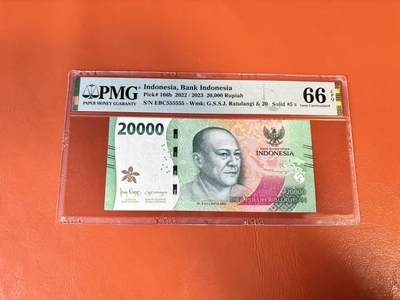 PMG
PAPER MONEY GUARANTY
Indonesia, Bank Indonesia
Pick# 166b 2022 / 2023 20,000 Rupiah
S/N EBC555555 - Wmk: G.S.S.J. Ratulangi & 20 Solid #5's
66 EPQ
Gem Uncirculated
20000
INDONESIA
20000